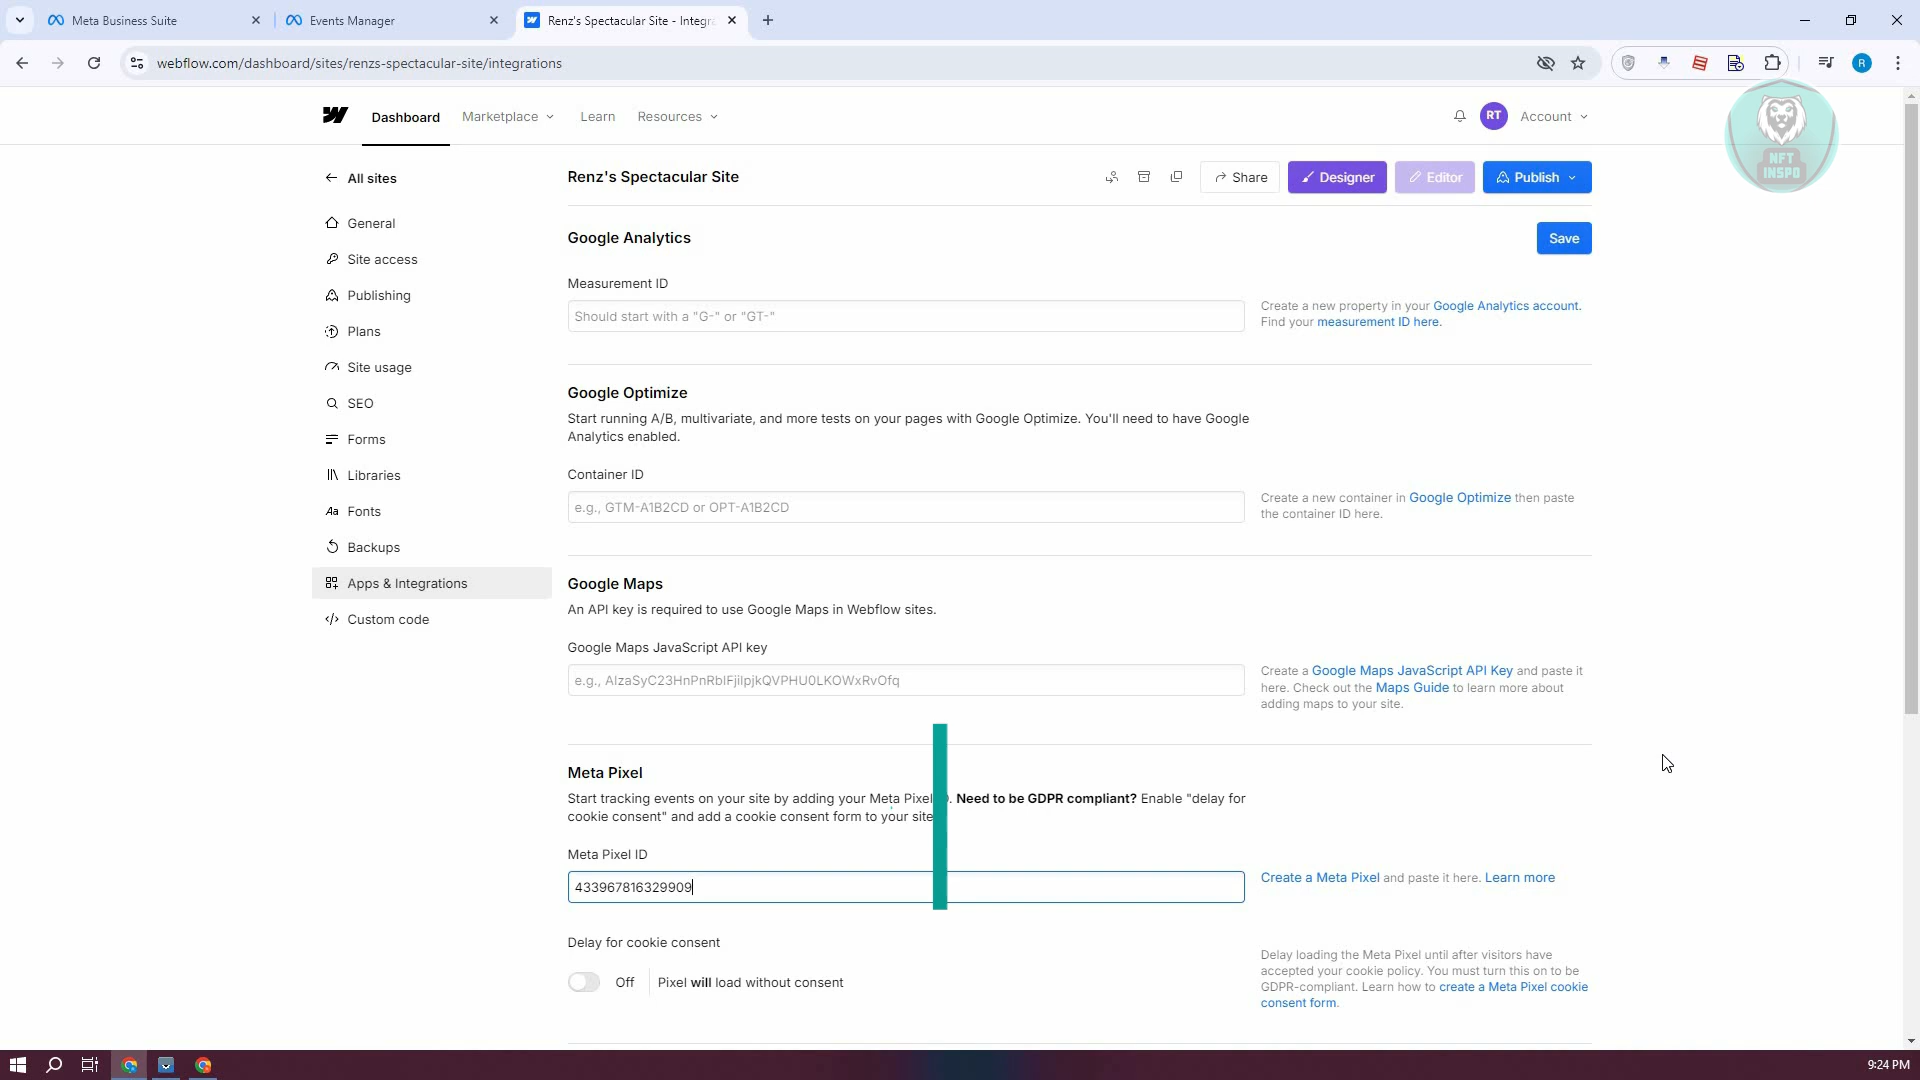 Meta Business Suite
Events Manager
Renz's Spectacular Site - Integra
webflow.com/dashboard/sites/renzs-spectacular-site/integrations
R
Dashboard
Marketplace
Learn
Resources
RT
Account
NFT
INSPO
All sites
Renz's Spectacular Site
Share
Designer
Editor
Publish
General
Site access
Publishing
Plans
Site usage
SEO
Forms
Libraries
Aa Fonts
Backups
Apps & Integrations
Custom code
Google Analytics
Save
Measurement ID
Should start with a "G-" or "GT-"
Create a new property in your Google Analytics account.
Find your measurement ID here.
Google Optimize
Start running A/B, multivariate, and more tests on your pages with Google Optimize. You'll need to have Google
Analytics enabled.
Container ID
e.g., GTM-A1B2CD or OPT-A1B2CD
Create a new container in Google Optimize then paste
the container ID here.
Google Maps
An API key is required to use Google Maps in Webflow sites.
Google Maps JavaScript API key
e.g., AIzaSyC23HnPnRbIFjilpjkQVPHU0LKOWxRvOfq
Create a Google Maps JavaScript API Key and paste it
here. Check out the Maps Guide to learn more about
adding maps to your site.
Meta Pixel
Start tracking events on your site by adding your Meta Pixel Need to be GDPR compliant? Enable "delay for
cookie consent" and add a cookie consent form to your site
Meta Pixel ID
433967816329909
Create a Meta Pixel and paste it here. Learn more
Delay for cookie consent
Off
Pixel will load without consent
Delay loading the Meta Pixel until after visitors have
accepted your cookie policy. You must turn this on to be
GDPR-compliant. Learn how to create a Meta Pixel cookie
consent form.
9:24 PM